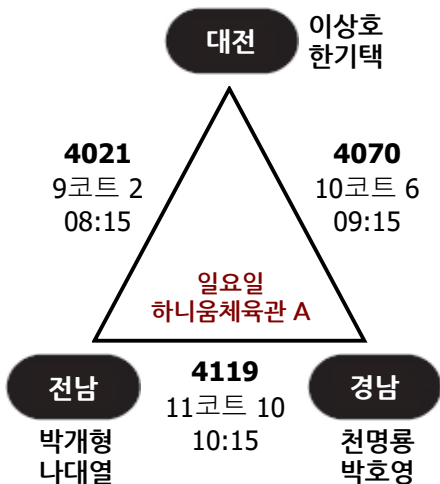 대전
이상호
한기택
4021
9코트 2
08:15
4070
10코트 6
09:15
일요일
하니움체육관 A
전남
박개형
나대열
4119
11코트 10
10:15
경남
천명룡
박호영